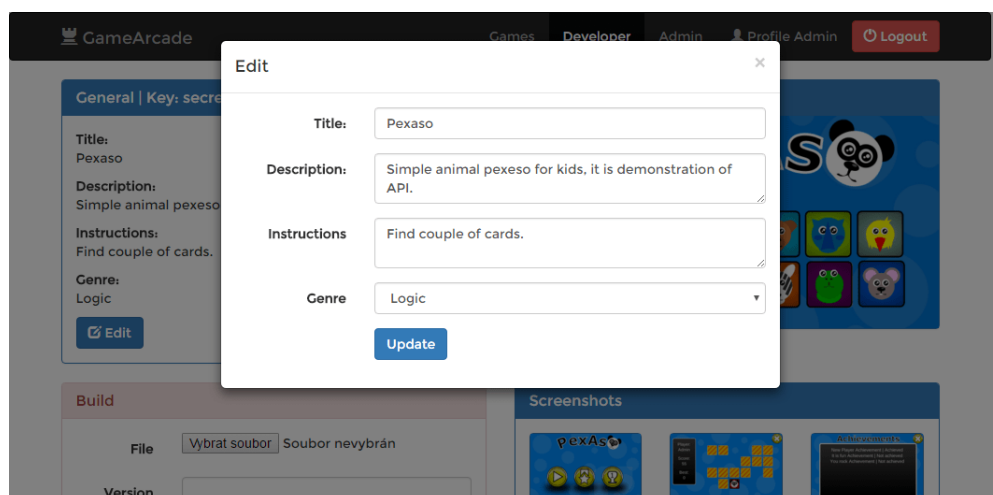 GameArcade
Games Developer Admin Profile Admin Logout
Edit ×
Title: Pexaso
Description: Simple animal pexeso for kids, it is demonstration of
API.
Instructions Find couple of cards.
Genre Logic
Update
General | Key: secre
Title:
Pexaso
Description:
Simple animal pexeso
Instructions:
Find couple of cards.
Genre:
Logic
Edit
Build
File Vybrat soubor Soubor nevybrán
Version
Screenshots
PexAso